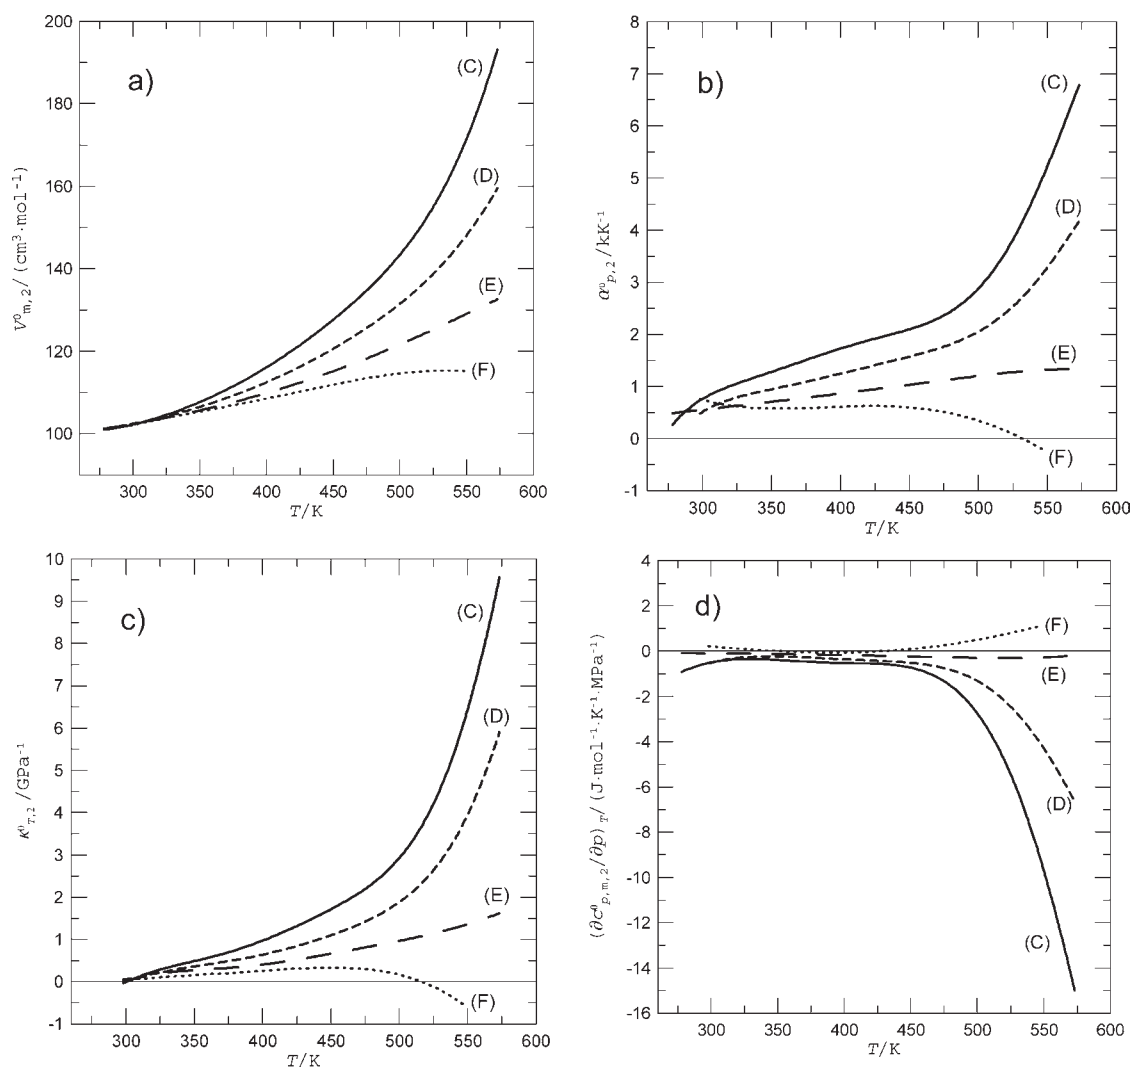 a)
200
180
160
140
120
100
300
350
400
450
500
550
600
V⁰m,2/(cm³·mol⁻¹)
T/K
(C)
(D)
(E)
(F)
b)
8
7
6
5
4
3
2
1
0
-1
300
350
400
450
500
550
600
α⁰p,2/kK⁻¹
T/K
(C)
(D)
(E)
(F)
c)
10
9
8
7
6
5
4
3
2
1
0
-1
300
350
400
450
500
550
600
κ⁰T,2/GPa⁻¹
T/K
(C)
(D)
(E)
(F)
d)
4
2
0
-2
-4
-6
-8
-10
-12
-14
-16
300
350
400
450
500
550
600
(∂c⁰p,m,2/∂p)T/(J·mol⁻¹·K⁻¹·MPa⁻¹)
T/K
(F)
(E)
(D)
(C)